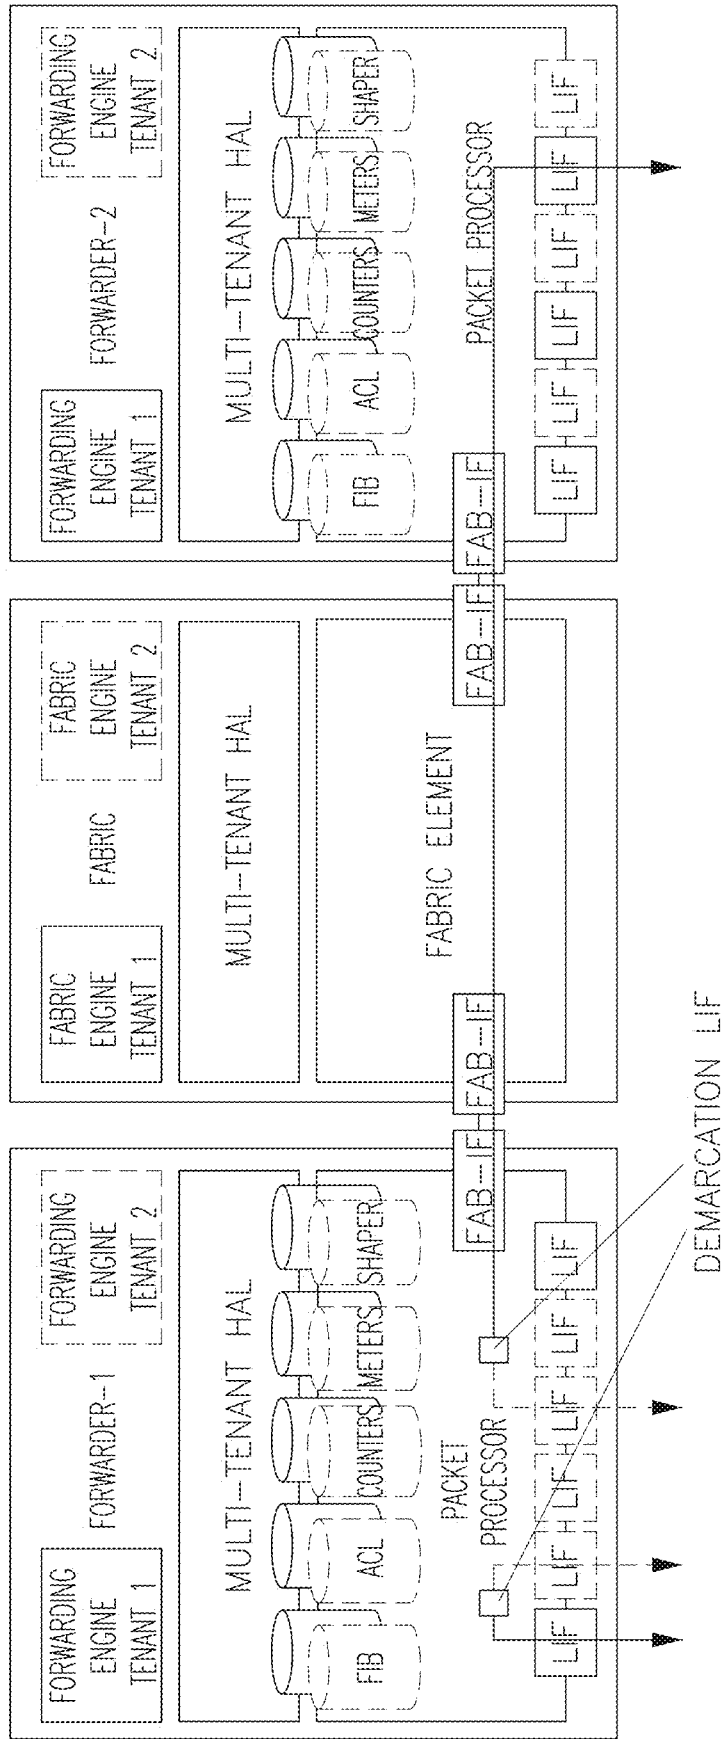 FORWARDING
ENGINE
TENANT 1
FORWARDER-1
FORWARDING
ENGINE
TENANT 2
MULTI-TENANT HAL
FIB
ACL
COUNTERS
METERS
SHAPER
PACKET
PROCESSOR
FAB-IF
LIF
LIF
LIF
LIF
LIF
LIF
FABRIC
ENGINE
TENANT 1
FABRIC
FABRIC
ENGINE
TENANT 2
MULTI-TENANT HAL
FABRIC ELEMENT
FAB-IF
FAB-IF
FORWARDING
ENGINE
TENANT 1
FORWARDER-2
FORWARDING
ENGINE
TENANT 2
MULTI-TENANT HAL
FIB
ACL
COUNTERS
METERS
SHAPER
PACKET PROCESSOR
FAB-IF
LIF
LIF
LIF
LIF
LIF
LIF
DEMARCATION LIF